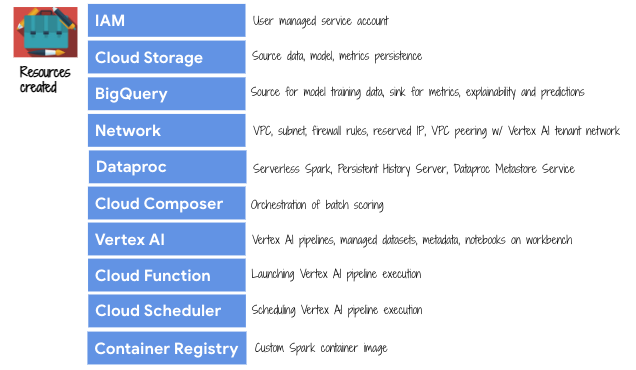 Resources
created
IAM
User managed service account
Cloud Storage
Source data, model, metrics persistence
BigQuery
Source for model training data, sink for metrics, explainability and predictions
Network
VPC, subnet, firewall rules, reserved IP, VPC peering w/ Vertex AI tenant network
Dataproc
Serverless Spark, Persistent History Server, Dataproc Metastore Service
Cloud Composer
Orchestration of batch scoring
Vertex AI
Vertex AI pipelines, managed datasets, metadata, notebooks on workbench
Cloud Function
Launching Vertex AI pipeline execution
Cloud Scheduler
Scheduling Vertex AI pipeline execution
Container Registry
Custom Spark container image